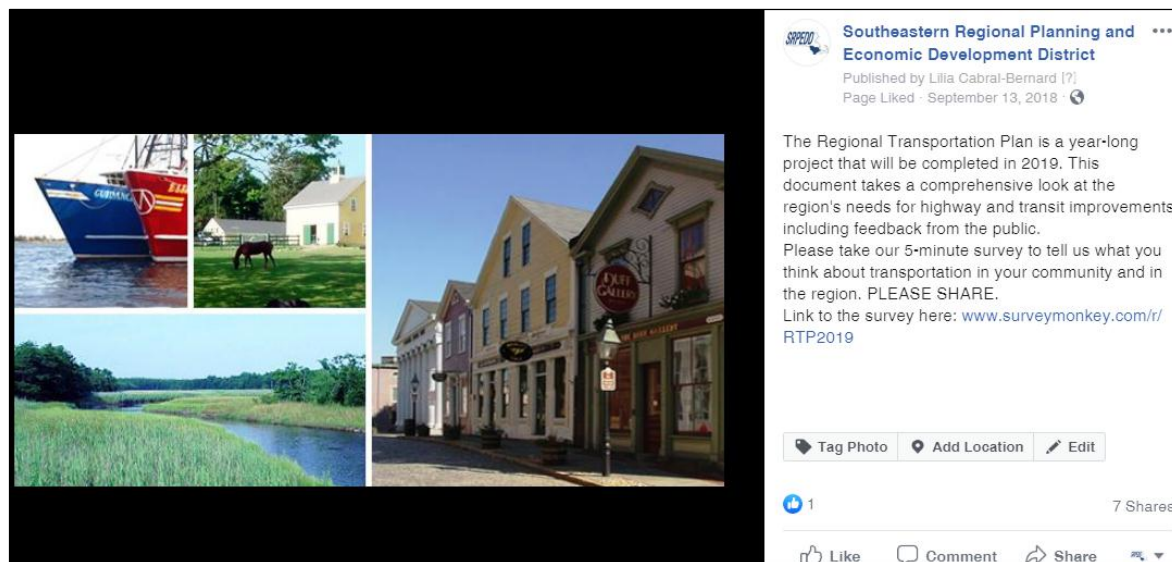 GUIDANCE
DUFF
GALLERY
SRPEDD
Southeastern Regional Planning and
Economic Development District
Published by Lilia Cabral-Bernard [?]
Page Liked · September 13, 2018 ·
The Regional Transportation Plan is a year-long
project that will be completed in 2019. This
document takes a comprehensive look at the
region's needs for highway and transit improvements
including feedback from the public.
Please take our 5-minute survey to tell us what you
think about transportation in your community and in
the region. PLEASE SHARE.
Link to the survey here: www.surveymonkey.com/r/
RTP2019
Tag Photo Add Location Edit
1 7 Shares
Like Comment Share